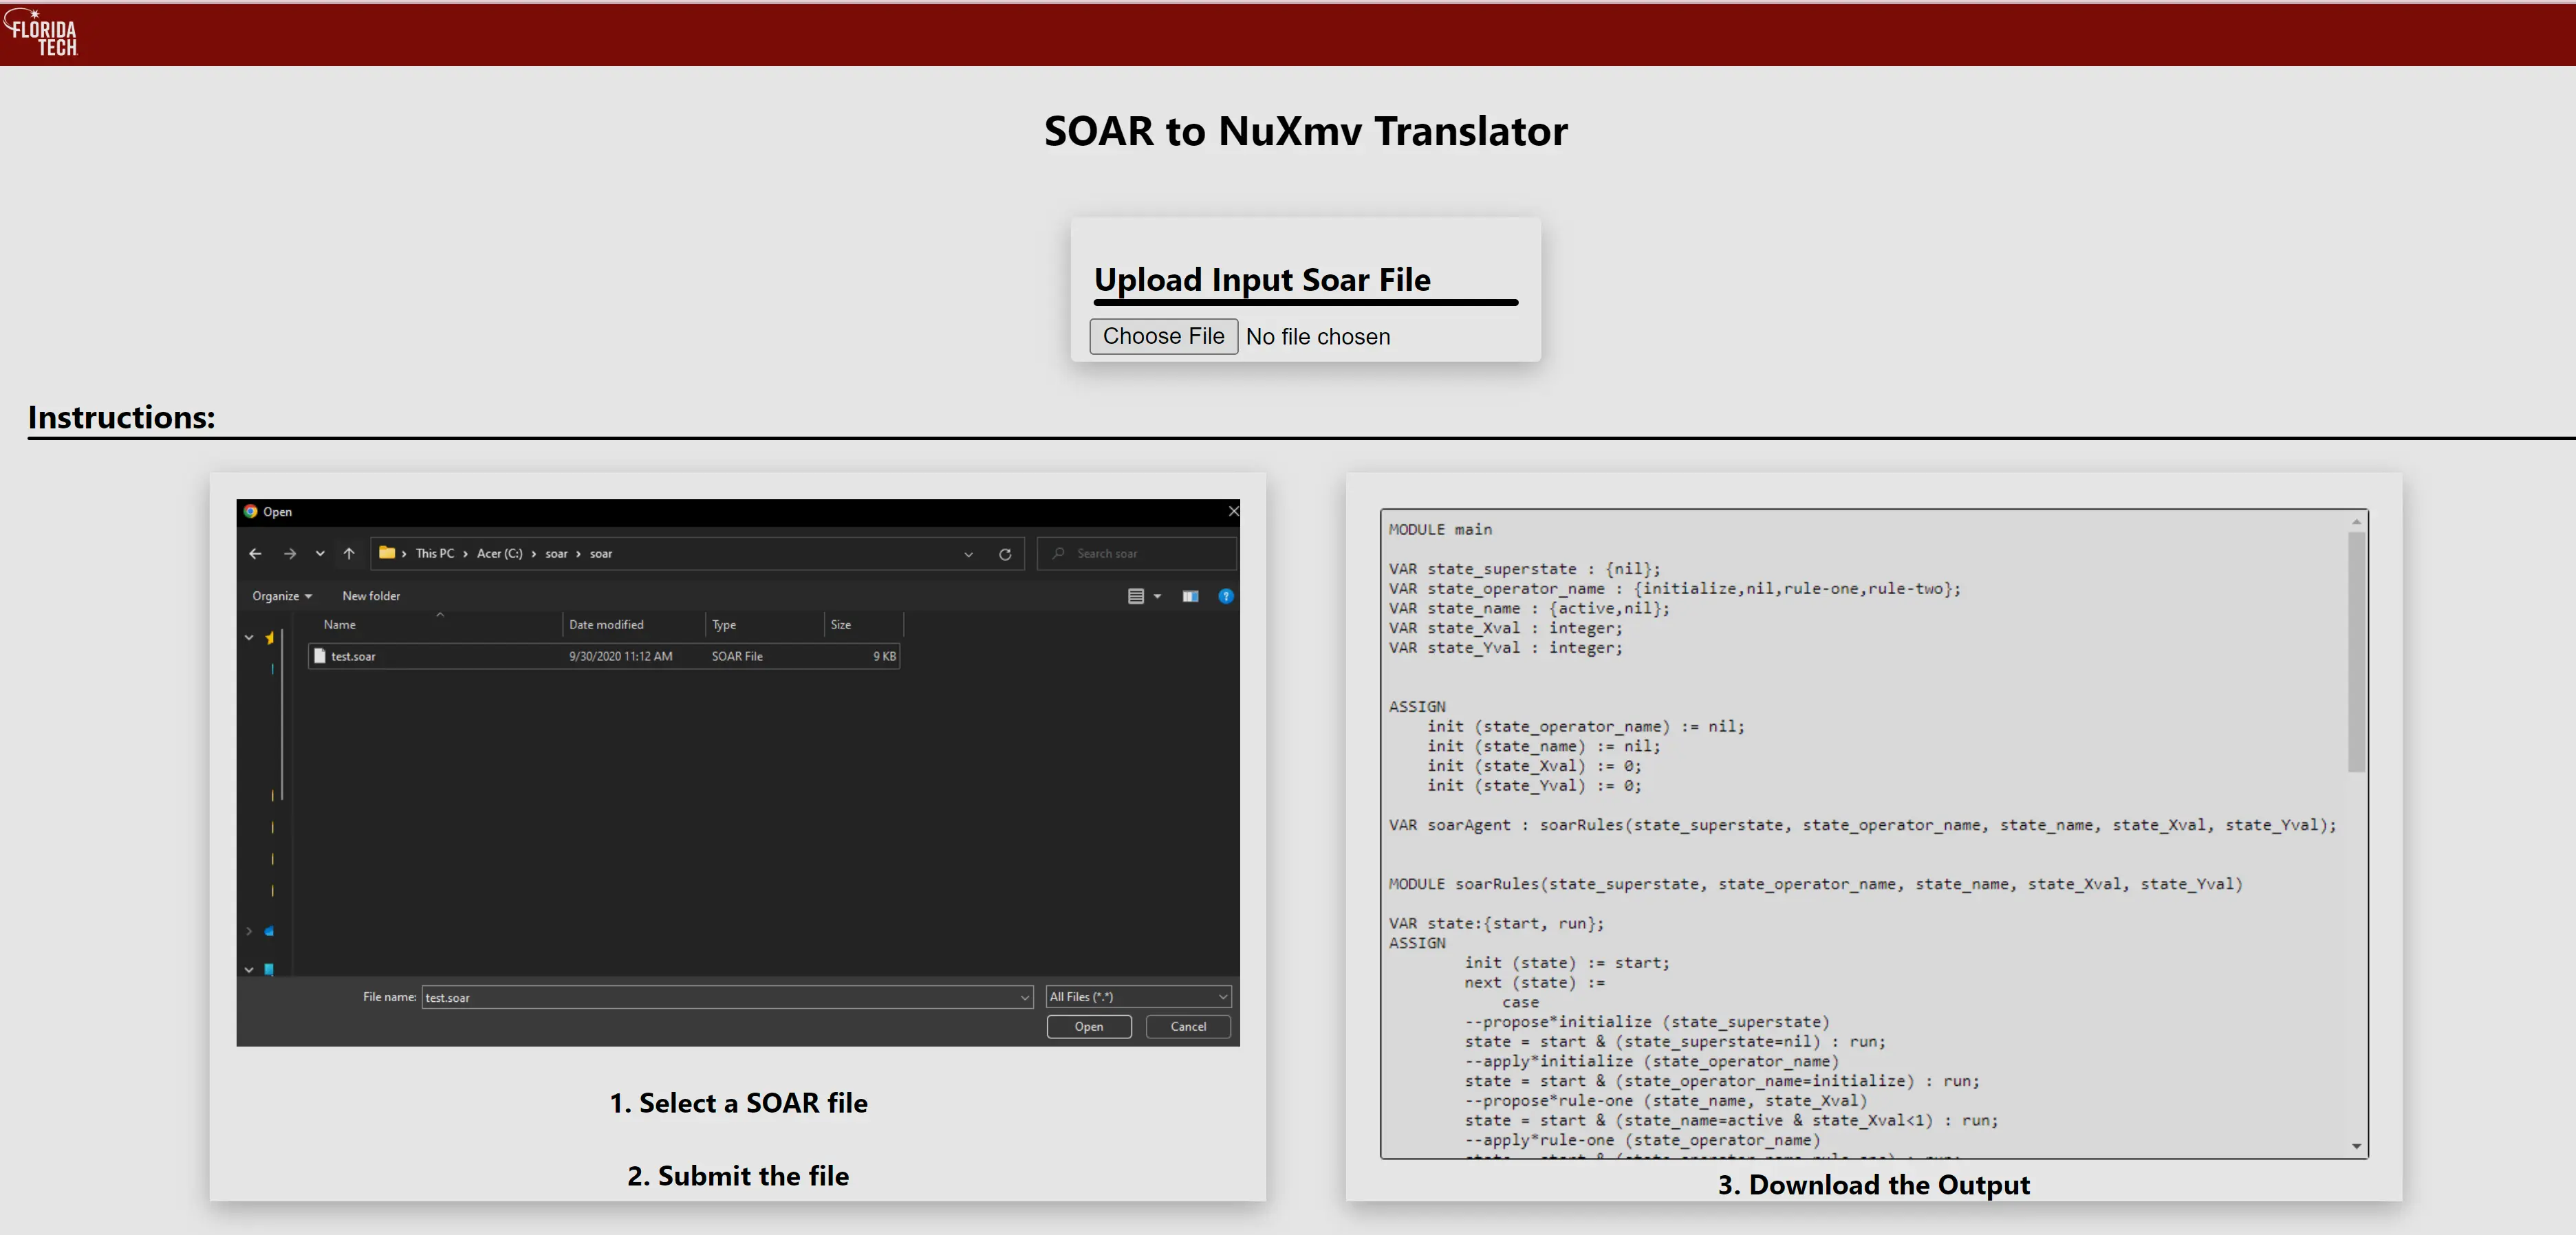 FLORIDA
TECH
SOAR to NuXmv Translator
Upload Input Soar File
Choose File No file chosen
Instructions:
Open
This PC › Acer (C:) › soar › soar
Search soar
Organize New folder
Name Date modified Type Size
test.soar 9/30/2020 11:12 AM SOAR File 9 KB
File name: test.soar All Files (*.*)
Open Cancel
1. Select a SOAR file
2. Submit the file
MODULE main
VAR state_superstate : {nil};
VAR state_operator_name : {initialize,nil,rule-one,rule-two};
VAR state_name : {active,nil};
VAR state_Xval : integer;
VAR state_Yval : integer;
ASSIGN
init (state_operator_name) := nil;
init (state_name) := nil;
init (state_Xval) := 0;
init (state_Yval) := 0;
VAR soarAgent : soarRules(state_superstate, state_operator_name, state_name, state_Xval, state_Yval);
MODULE soarRules(state_superstate, state_operator_name, state_name, state_Xval, state_Yval)
VAR state:{start, run};
ASSIGN
init (state) := start;
next (state) :=
case
--propose*initialize (state_superstate)
state = start & (state_superstate=nil) : run;
--apply*initialize (state_operator_name)
state = start & (state_operator_name=initialize) : run;
--propose*rule-one (state_name, state_Xval)
state = start & (state_name=active & state_Xval<1) : run;
--apply*rule-one (state_operator_name)
3. Download the Output